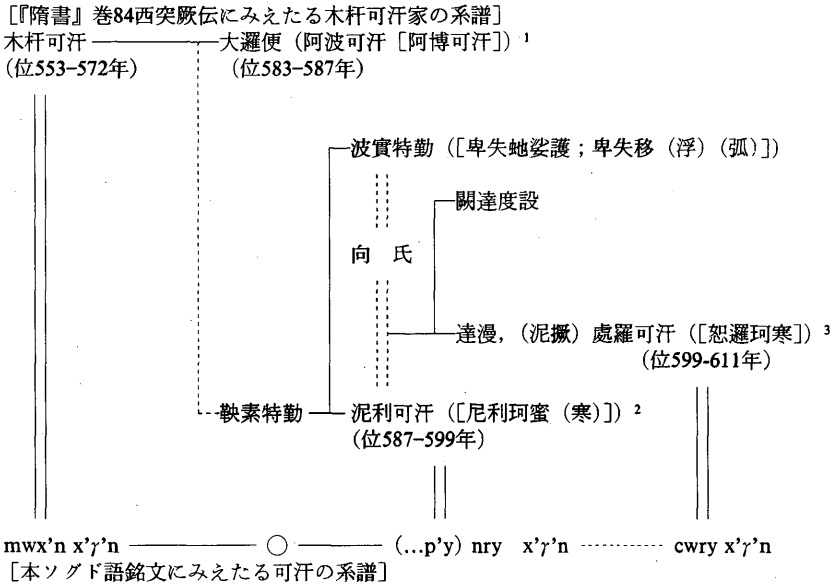 [『隋書』巻84西突厥伝にみえたる木杆可汗家の系譜]
木杆可汗 大邏便（阿波可汗［阿博可汗］）1
(位553–572年) (位583–587年)
波實特勤（［卑失虵娑護；卑失移（浮）（弧）］）
闕達度設
向 氏
達漫，（泥撅）處羅可汗（［恕邏珂寒］）3
(位599-611年)
鞅素特勤 泥利可汗（［尼利珂蜜（寒）］）2
(位587–599年)
mwx’n x’γ’n (…p’y) nry x’γ’n cwry x’γ’n
[本ソグド語銘文にみえたる可汗の系譜]